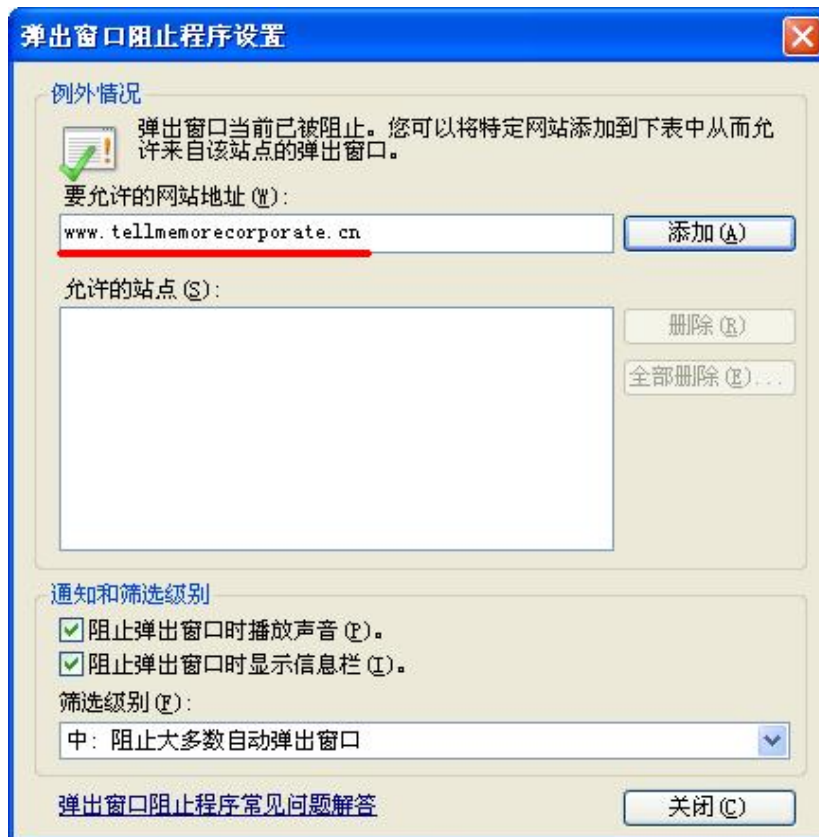 弹出窗口阻止程序设置
例外情况
弹出窗口当前已被阻止。您可以将特定网站添加到下表中从而允
许来自该站点的弹出窗口。
要允许的网站地址(W):
www.tellmemorecorporate.cn
添加(A)
允许的站点(S):
删除(R)
全部删除(E)...
通知和筛选级别
阻止弹出窗口时播放声音(P)。
阻止弹出窗口时显示信息栏(I)。
筛选级别(F):
中: 阻止大多数自动弹出窗口
弹出窗口阻止程序常见问题解答
关闭(C)